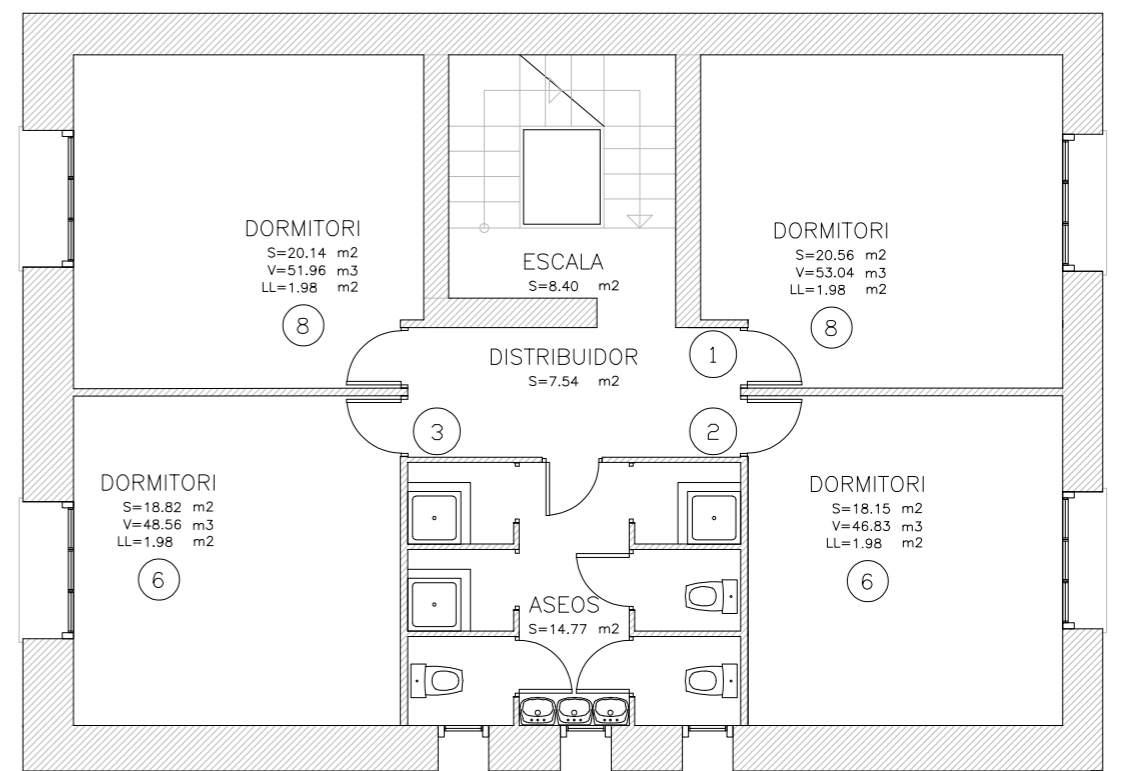 DORMITORI
S=20.14 m2
V=51.96 m3
LL=1.98 m2
8
ESCALA
S=8.40 m2
DORMITORI
S=20.56 m2
V=53.04 m3
LL=1.98 m2
8
DISTRIBUIDOR
S=7.54 m2
1
3
2
DORMITORI
S=18.82 m2
V=48.56 m3
LL=1.98 m2
6
ASEOS
S=14.77 m2
DORMITORI
S=18.15 m2
V=46.83 m3
LL=1.98 m2
6